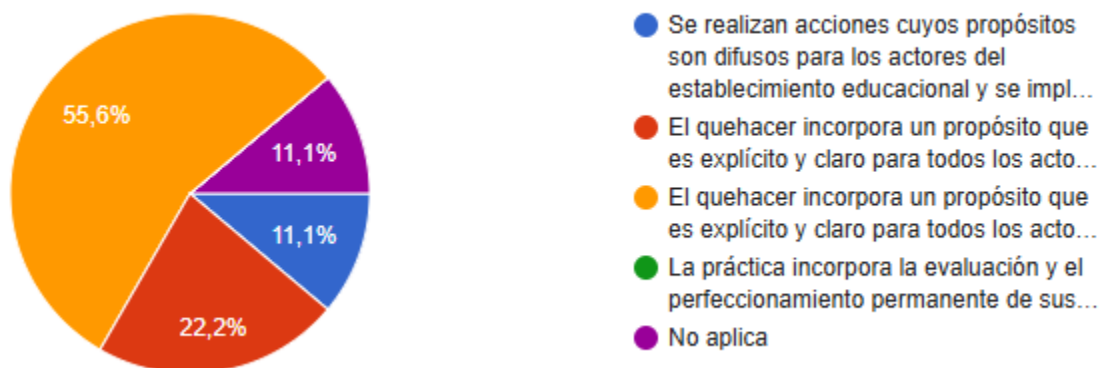 55,6%
11,1%
11,1%
22,2%
Se realizan acciones cuyos propósitos
son difusos para los actores del
establecimiento educacional y se impl...
El quehacer incorpora un propósito que
es explícito y claro para todos los acto...
El quehacer incorpora un propósito que
es explícito y claro para todos los acto...
La práctica incorpora la evaluación y el
perfeccionamiento permanente de sus...
No aplica